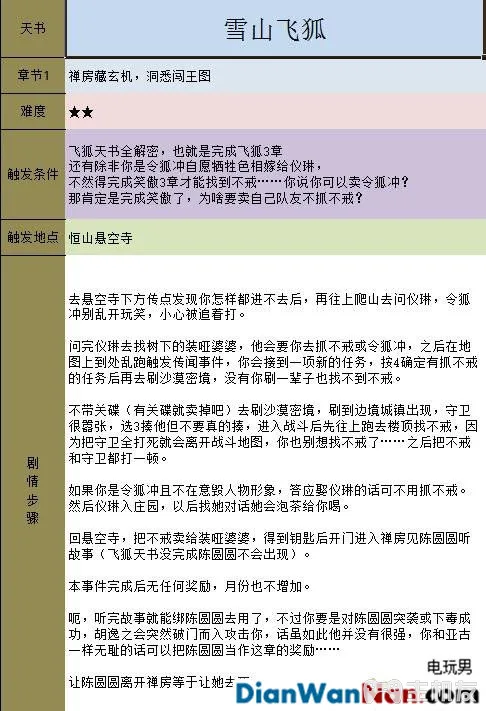 天书
雪山飞狐
章节1
禅房藏玄机，洞悉闯王图
难度
★★
触发条件
飞狐天书全解密，也就是完成飞狐3章
还有除非你是令狐冲自愿牺牲色相嫁给仪琳，
不然得完成笑傲3章才能找到不戒……你说你可以卖令狐冲？
那肯定是完成笑傲了，为啥要卖自己队友不抓不戒？
触发地点
恒山悬空寺
剧情步骤
去悬空寺下方传点发现你怎样都进不去后，再往上爬山去问仪琳，令狐
冲别乱开玩笑，小心被追着打。
问完仪琳去找树下的装哑婆婆，他会要你去抓不戒或令狐冲，之后在地
图上到处乱跑触发传闻事件，你会接到一项新的任务，按4确定有抓不戒
的任务后再去刷沙漠密境，没有你刷一辈子也找不到不戒。
不带关碟（有关碟就卖掉吧）去刷沙漠密境，刷到边境城镇出现，守卫
很嚣张，选3揍他但不要真的揍，进入战斗后先往上跑去楼顶找不戒，因
为把守卫全打死就会离开战斗地图，你也别想找不戒了……之后把不戒
和守卫都打一顿。
如果你是令狐冲且不在意毁人物形象，答应娶仪琳的话可不用抓不戒。
然后仪琳入庄园，以后找她对话她会泡茶给你喝。
回悬空寺，把不戒卖给装哑婆婆，得到钥匙后开门进入禅房见陈圆圆听
故事（飞狐天书没完成陈圆圆不会出现）。
本事件完成后无任何奖励，月份也不增加。
呃，听完故事就能绑陈圆圆去用了，不过你要是对陈圆圆突袭或下毒成
功，胡逸之会突然破门而入攻击你，话虽如此他并没有很强，你和亚古
一样无耻的话可以把陈圆圆当作这章的奖励……
让陈圆圆离开禅房等于让她去
电玩男
DianWanNan.com